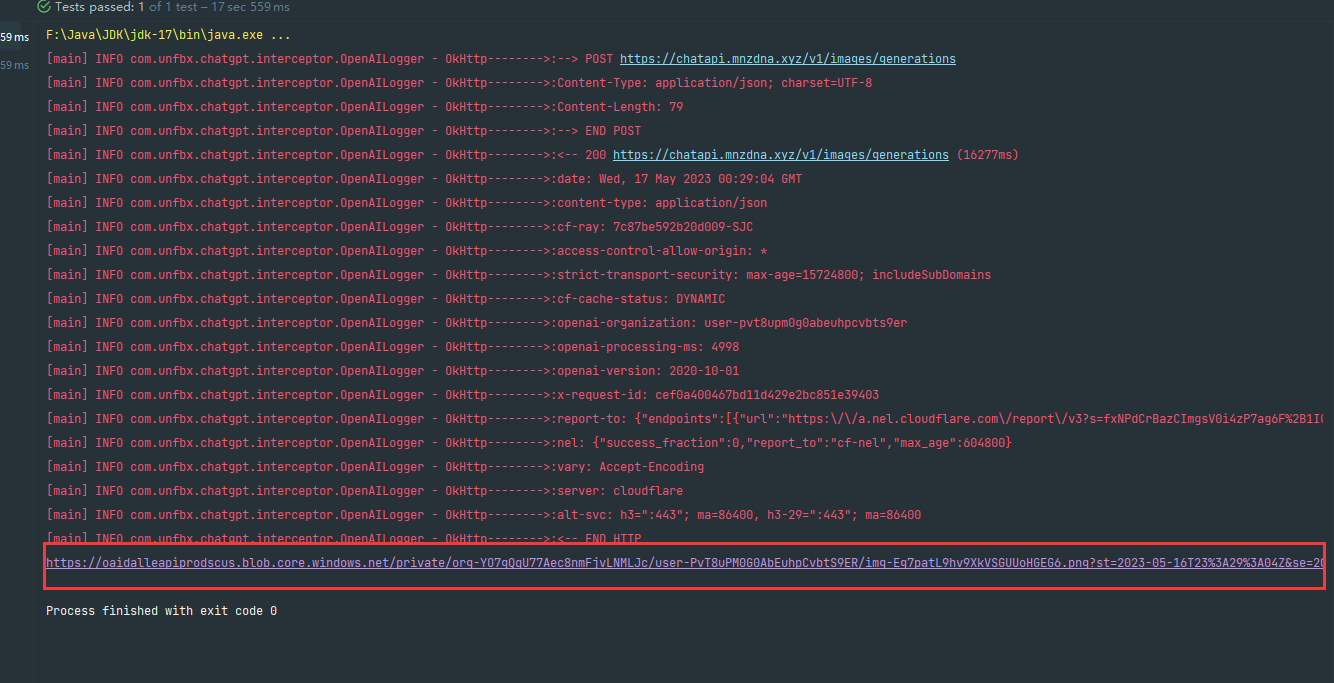 Tests passed: 1 of 1 test – 17 sec 559 ms
59 ms
F:\Java\JDK\jdk-17\bin\java.exe ...
[main] INFO com.unfbx.chatgpt.interceptor.OpenAILogger - OkHttp-------->:--> POST https://chatapi.mnzdna.xyz/v1/images/generations
59 ms
[main] INFO com.unfbx.chatgpt.interceptor.OpenAILogger - OkHttp-------->:Content-Type: application/json; charset=UTF-8
[main] INFO com.unfbx.chatgpt.interceptor.OpenAILogger - OkHttp-------->:Content-Length: 79
[main] INFO com.unfbx.chatgpt.interceptor.OpenAILogger - OkHttp-------->:--> END POST
[main] INFO com.unfbx.chatgpt.interceptor.OpenAILogger - OkHttp-------->:<-- 200 https://chatapi.mnzdna.xyz/v1/images/generations (16277ms)
[main] INFO com.unfbx.chatgpt.interceptor.OpenAILogger - OkHttp-------->:date: Wed, 17 May 2023 00:29:04 GMT
[main] INFO com.unfbx.chatgpt.interceptor.OpenAILogger - OkHttp-------->:content-type: application/json
[main] INFO com.unfbx.chatgpt.interceptor.OpenAILogger - OkHttp-------->:cf-ray: 7c87be592b20d009-SJC
[main] INFO com.unfbx.chatgpt.interceptor.OpenAILogger - OkHttp-------->:access-control-allow-origin: *
[main] INFO com.unfbx.chatgpt.interceptor.OpenAILogger - OkHttp-------->:strict-transport-security: max-age=15724800; includeSubDomains
[main] INFO com.unfbx.chatgpt.interceptor.OpenAILogger - OkHttp-------->:cf-cache-status: DYNAMIC
[main] INFO com.unfbx.chatgpt.interceptor.OpenAILogger - OkHttp-------->:openai-organization: user-pvt8upm0g0abeuhpcvbts9er
[main] INFO com.unfbx.chatgpt.interceptor.OpenAILogger - OkHttp-------->:openai-processing-ms: 4998
[main] INFO com.unfbx.chatgpt.interceptor.OpenAILogger - OkHttp-------->:openai-version: 2020-10-01
[main] INFO com.unfbx.chatgpt.interceptor.OpenAILogger - OkHttp-------->:x-request-id: cef0a400467bd11d429e2bc851e39403
[main] INFO com.unfbx.chatgpt.interceptor.OpenAILogger - OkHttp-------->:report-to: {"endpoints":[{"url":"https:\/\/a.nel.cloudflare.com\/report\/v3?s=fxNPdCrBazCImgsV0i4zP7ag6F%2B1I
[main] INFO com.unfbx.chatgpt.interceptor.OpenAILogger - OkHttp-------->:nel: {"success_fraction":0,"report_to":"cf-nel","max_age":604800}
[main] INFO com.unfbx.chatgpt.interceptor.OpenAILogger - OkHttp-------->:vary: Accept-Encoding
[main] INFO com.unfbx.chatgpt.interceptor.OpenAILogger - OkHttp-------->:server: cloudflare
[main] INFO com.unfbx.chatgpt.interceptor.OpenAILogger - OkHttp-------->:alt-svc: h3=":443"; ma=86400, h3-29=":443"; ma=86400
[main] INFO com.unfbx.chatgpt.interceptor.OpenAILogger - OkHttp-------->:<-- END HTTP
https://oaidalleapiprodscus.blob.core.windows.net/private/org-YO7qQqU77Aec8nmFjvLNMLJc/user-PvT8uPM0G0AbEuhpCvbtS9ER/img-Eq7patL9hv9XkVSGUUoHGEG6.png?st=2023-05-16T23%3A29%3A04Z&se=20
Process finished with exit code 0